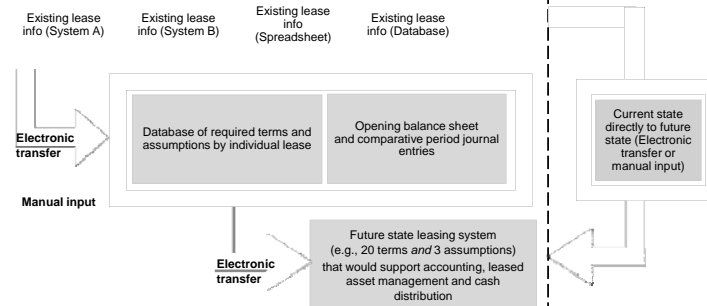 Existing lease
info (System A)
Existing lease
info (System B)
Existing lease
info
(Spreadsheet)
Existing lease
info (Database)
Electronic
transfer
Manual input
Database of required terms and
assumptions by individual lease
Opening balance sheet
and comparative period journal
entries
Current state
directly to future
state (Electronic
transfer or
manual input)
Electronic
transfer
Future state leasing system
(e.g., 20 terms and 3 assumptions)
that would support accounting, leased
asset management and cash
distribution